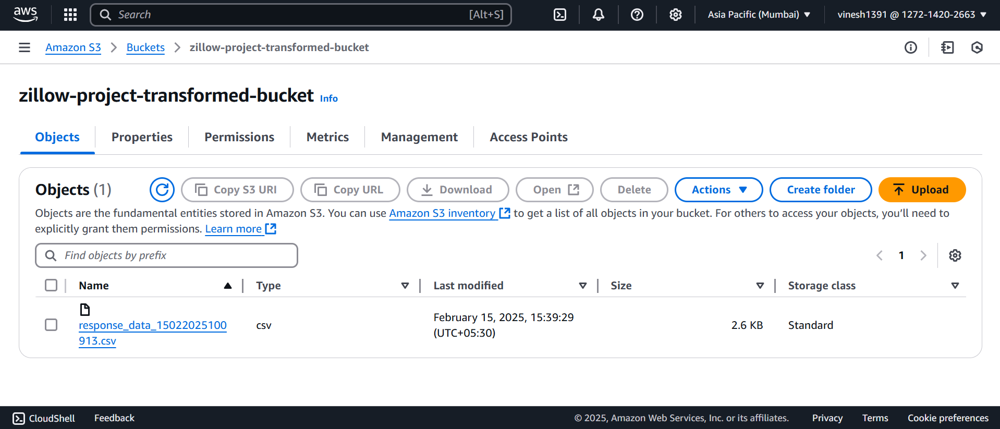 aws
Search [Alt+S]
Asia Pacific (Mumbai)
vinesh1391 @ 1272-1420-2663
Amazon S3 > Buckets > zillow-project-transformed-bucket
zillow-project-transformed-bucket Info
Objects Properties Permissions Metrics Management Access Points
Objects (1) Copy S3 URI Copy URL Download Open Delete Actions Create folder Upload
Objects are the fundamental entities stored in Amazon S3. You can use Amazon S3 inventory to get a list of all objects in your bucket. For others to access your objects, you’ll need to
explicitly grant them permissions. Learn more
Find objects by prefix
1
Name Type Last modified Size Storage class
response_data_15022025100
913.csv
csv
February 15, 2025, 15:39:29
(UTC+05:30)
2.6 KB
Standard
CloudShell Feedback © 2025, Amazon Web Services, Inc. or its affiliates. Privacy Terms Cookie preferences